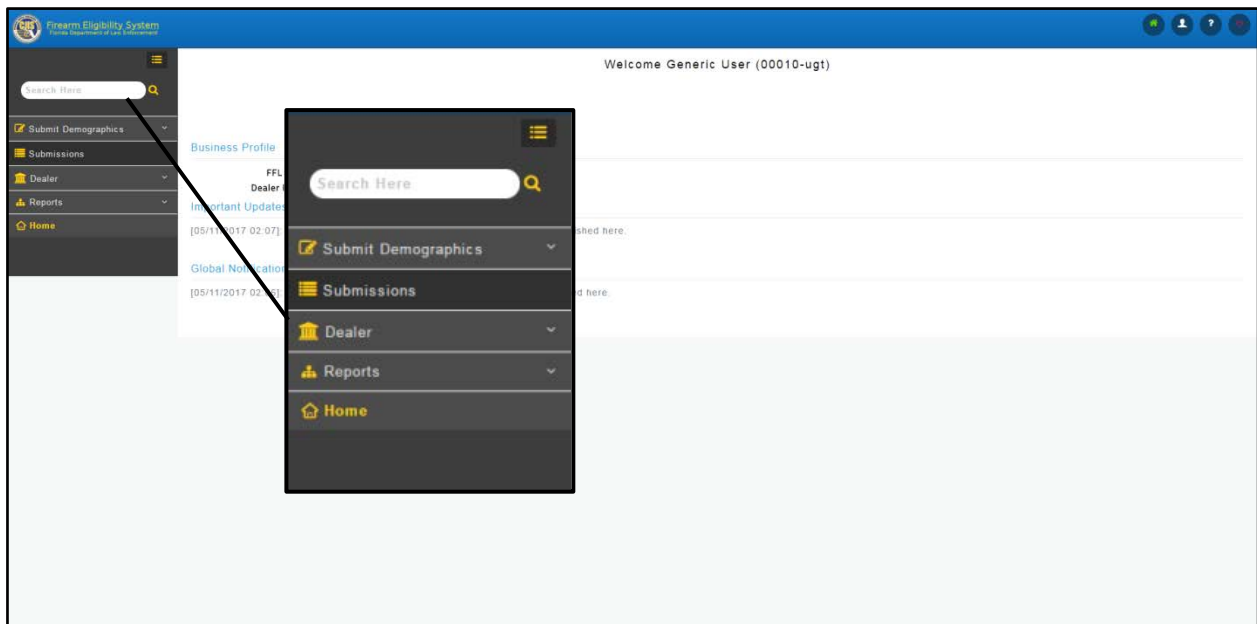 Firearm Eligibility System
Florida Department of Law Enforcement
Welcome Generic User (00010-ugt)
Search Here
Submit Demographics
Submissions
Dealer
Reports
Home
Business Profile
FFL
Dealer
Important Updates
[05/11/2017 02:07]: shed here.
Global Notification
[05/11/2017 02: here.
Search Here
Submit Demographics
Submissions
Dealer
Reports
Home